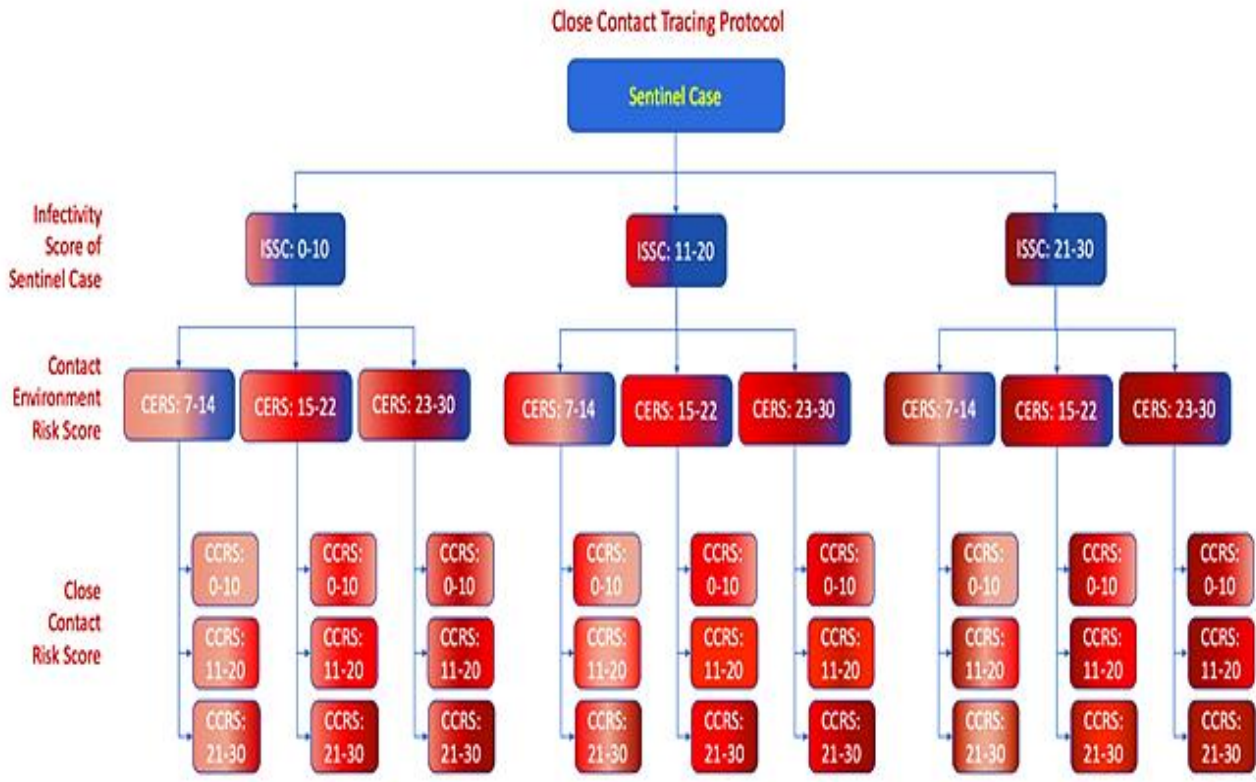 Close Contact Tracing Protocol
Sentinel Case
Infectivity
Score of
Sentinel Case
ISSC: 0-10
ISSC: 11-20
ISSC: 21-30
Contact
Environment
Risk Score
CERS: 7-14
CERS: 15-22
CERS: 23-30
CERS: 7-14
CERS: 15-22
CERS: 23-30
CERS: 7-14
CERS: 15-22
CERS: 23-30
Close
Contact
Risk Score
CCRS:
0-10
CCRS:
0-10
CCRS:
0-10
CCRS:
0-10
CCRS:
0-10
CCRS:
0-10
CCRS:
0-10
CCRS:
0-10
CCRS:
0-10
CCRS:
11-20
CCRS:
11-20
CCRS:
11-20
CCRS:
11-20
CCRS:
11-20
CCRS:
11-20
CCRS:
11-20
CCRS:
11-20
CCRS:
11-20
CCRS:
21-30
CCRS:
21-30
CCRS:
21-30
CCRS:
21-30
CCRS:
21-30
CCRS:
21-30
CCRS:
21-30
CCRS:
21-30
CCRS:
21-30